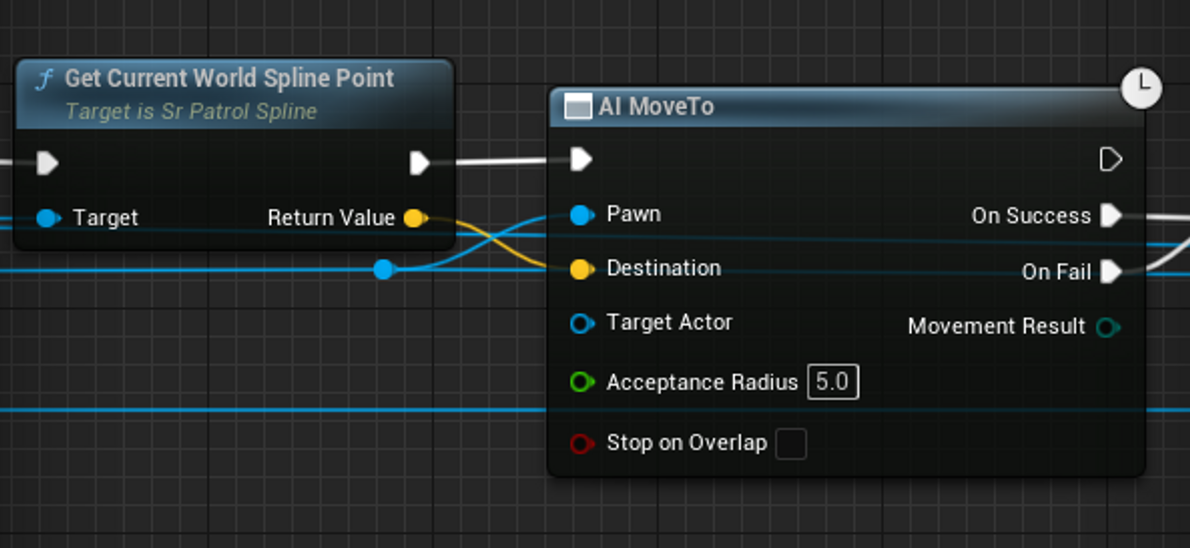 f Get Current World Spline Point
Target is Sr Patrol Spline
Target
Return Value
AI MoveTo
Pawn
On Success
Destination
On Fail
Target Actor
Movement Result
Acceptance Radius 5.0
Stop on Overlap